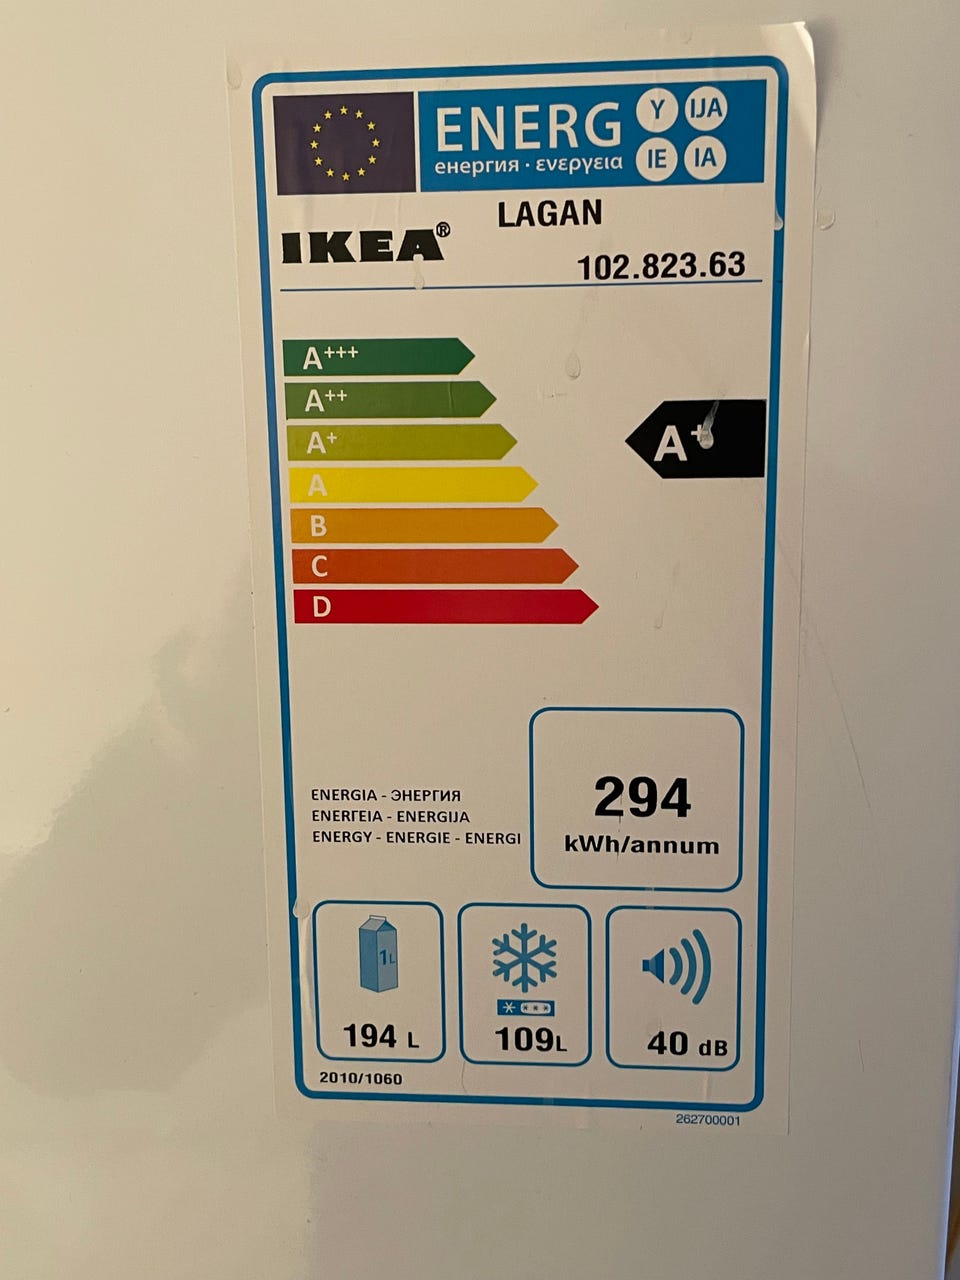 ENERG Y IJA
енергия · ενεργεια IE IA
LAGAN
IKEA®
102.823.63
A+++
A++
A+
A+
A
B
C
D
294
kWh/annum
ENERGIA - ЭНЕРГИЯ
ENERГEIA - ENERGIJA
ENERGY - ENERGIE - ENERGI
1L
194 L
109L
40 dB
2010/1060
262700001